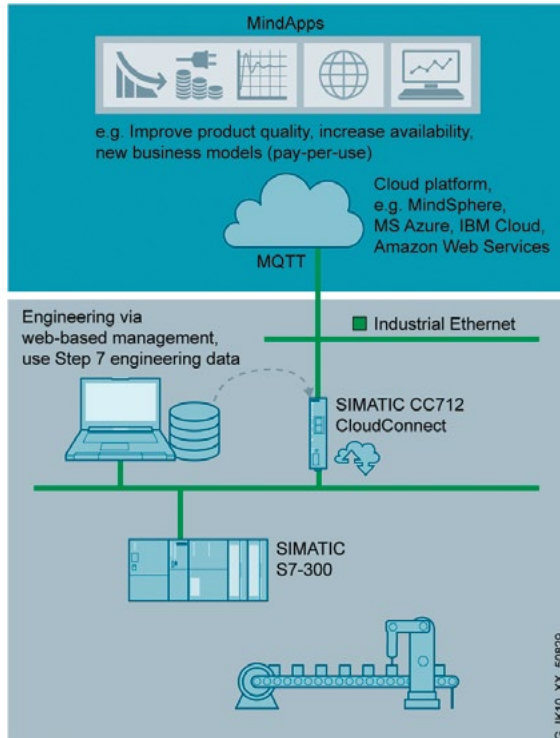 MindApps
e.g. Improve product quality, increase availability,
new business models (pay-per-use)
Cloud platform,
e.g. MindSphere,
MS Azure, IBM Cloud,
Amazon Web Services
MQTT
Engineering via
web-based management,
use Step 7 engineering data
Industrial Ethernet
SIMATIC CC712
CloudConnect
SIMATIC
S7-300